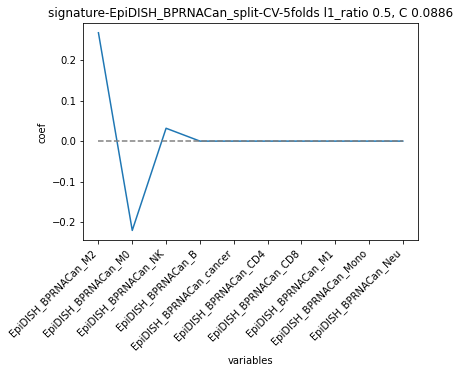 signature-EpiDISH_BPRNACan_split-CV-5folds l1_ratio 0.5, C 0.0886
0.2
0.1
0.0
−0.1
−0.2
coef
EpiDISH_BPRNACan_M2
EpiDISH_BPRNACan_M0
EpiDISH_BPRNACan_NK
EpiDISH_BPRNACan_B
EpiDISH_BPRNACan_cancer
EpiDISH_BPRNACan_CD4
EpiDISH_BPRNACan_CD8
EpiDISH_BPRNACan_M1
EpiDISH_BPRNACan_Mono
EpiDISH_BPRNACan_Neu
variables